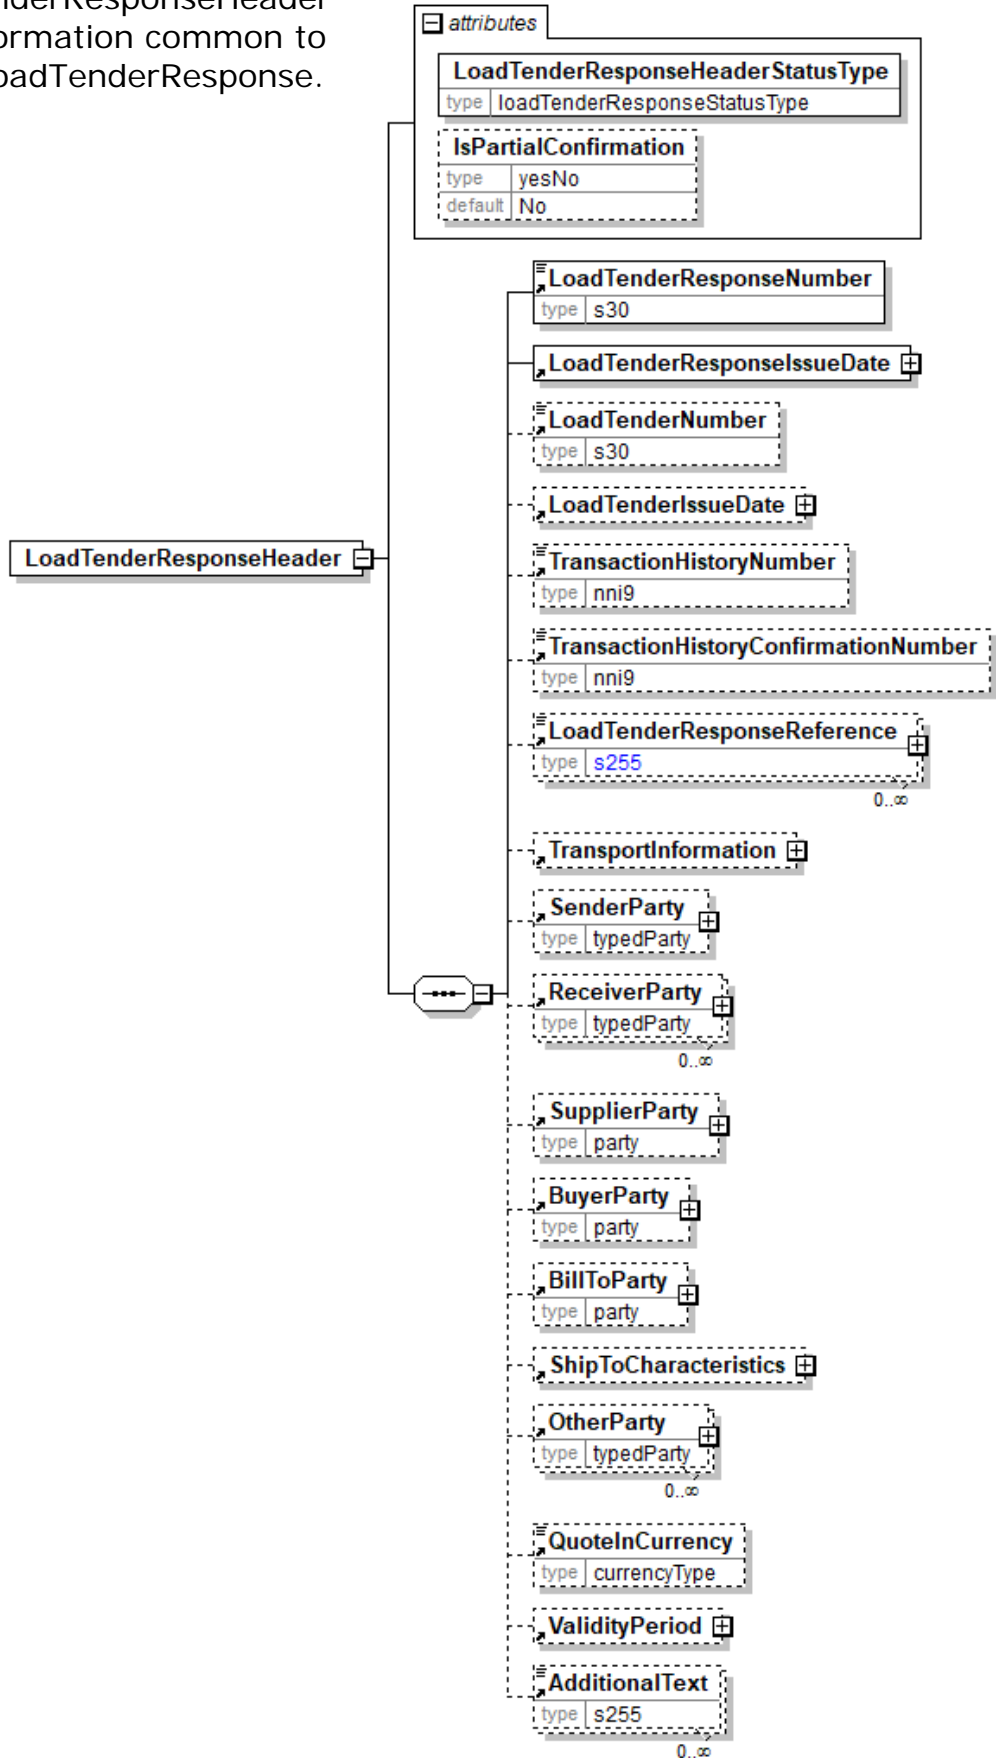 nderResponseHeader
ormation common to
oadTenderResponse.
attributes
LoadTenderResponseHeaderStatusType
type loadTenderResponseStatusType
IsPartialConfirmation
type yesNo
default No
LoadTenderResponseNumber
type s30
LoadTenderResponseIssueDate
LoadTenderNumber
type s30
LoadTenderIssueDate
LoadTenderResponseHeader
TransactionHistoryNumber
type nni9
TransactionHistoryConfirmationNumber
type nni9
LoadTenderResponseReference
type s255
0..∞
TransportInformation
SenderParty
type typedParty
ReceiverParty
type typedParty
0..∞
SupplierParty
type party
BuyerParty
type party
BillToParty
type party
ShipToCharacteristics
OtherParty
type typedParty
0..∞
QuoteInCurrency
type currencyType
ValidityPeriod
AdditionalText
type s255
0..∞